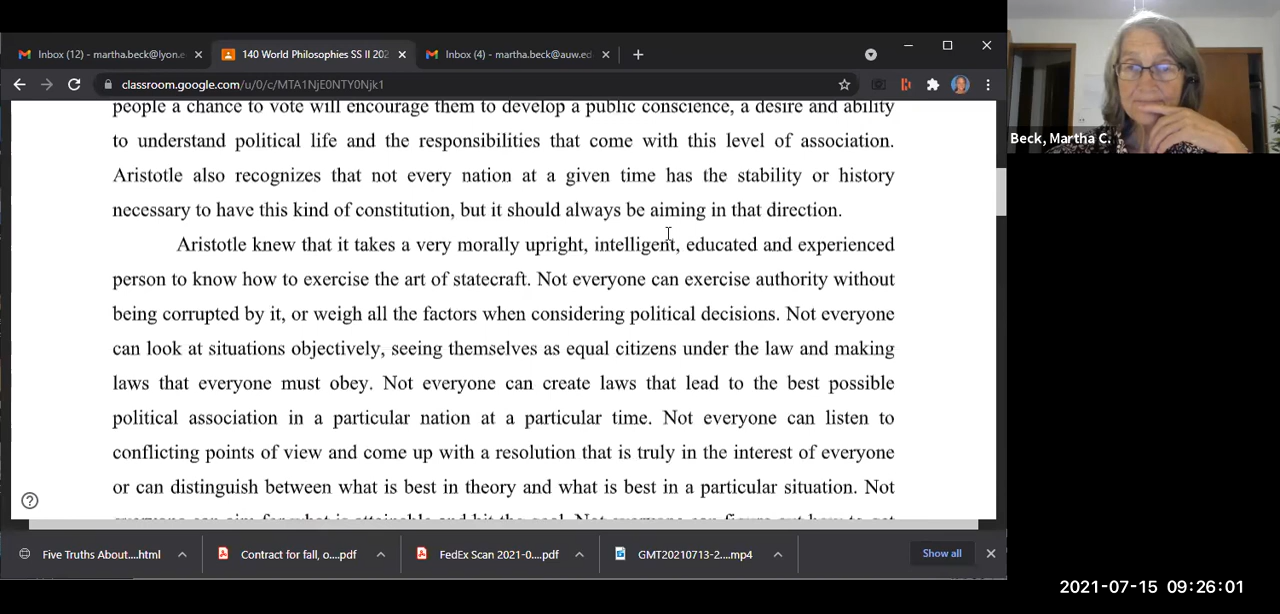 Inbox (12) - martha.beck@lyon.e
140 World Philosophies SS II 202
Inbox (4) - martha.beck@auw.ed
classroom.google.com/u/0/c/MTA1NjE0NTY0Njk1
people a chance to vote will encourage them to develop a public conscience, a desire and ability
to understand political life and the responsibilities that come with this level of association.
Aristotle also recognizes that not every nation at a given time has the stability or history
necessary to have this kind of constitution, but it should always be aiming in that direction.
Aristotle knew that it takes a very morally upright, intelligent, educated and experienced
person to know how to exercise the art of statecraft. Not everyone can exercise authority without
being corrupted by it, or weigh all the factors when considering political decisions. Not everyone
can look at situations objectively, seeing themselves as equal citizens under the law and making
laws that everyone must obey. Not everyone can create laws that lead to the best possible
political association in a particular nation at a particular time. Not everyone can listen to
conflicting points of view and come up with a resolution that is truly in the interest of everyone
or can distinguish between what is best in theory and what is best in a particular situation. Not
Beck, Martha C.
Five Truths About....html
Contract for fall, o....pdf
FedEx Scan 2021-0....pdf
GMT20210713-2....mp4
Show all
2021-07-15 09:26:01